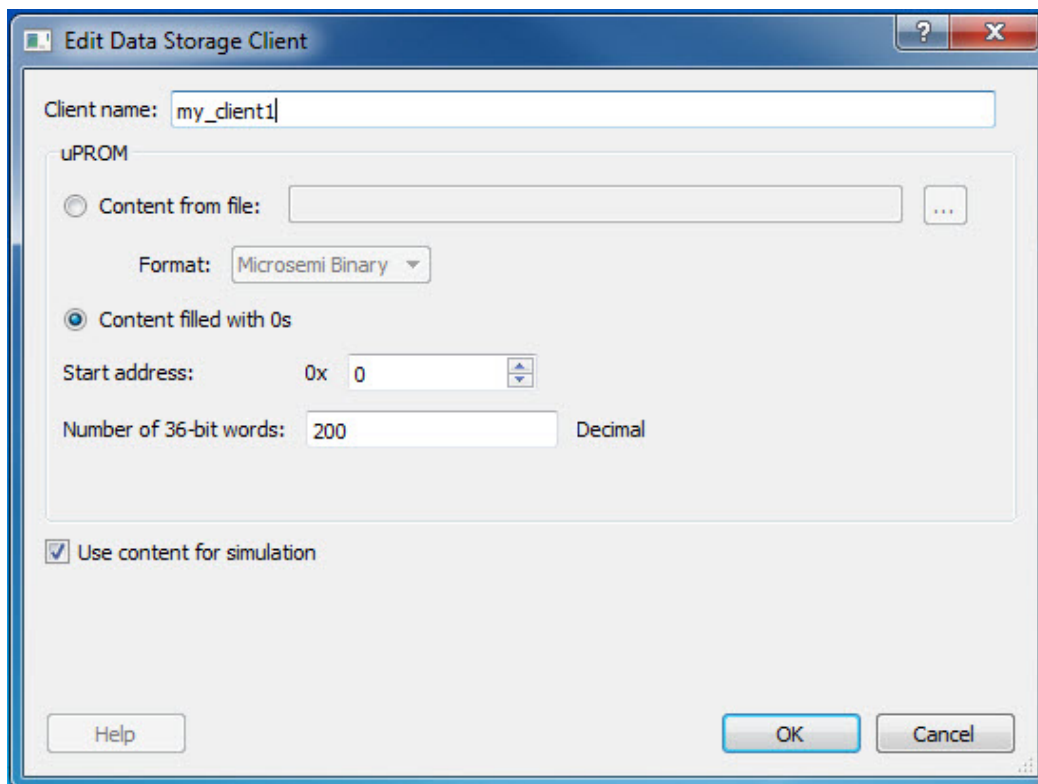 Edit Data Storage Client
Client name: my_client1
uPROM
Content from file: ...
Format: Microsemi Binary
Content filled with 0s
Start address: 0x 0
Number of 36-bit words: 200 Decimal
Use content for simulation
Help OK Cancel